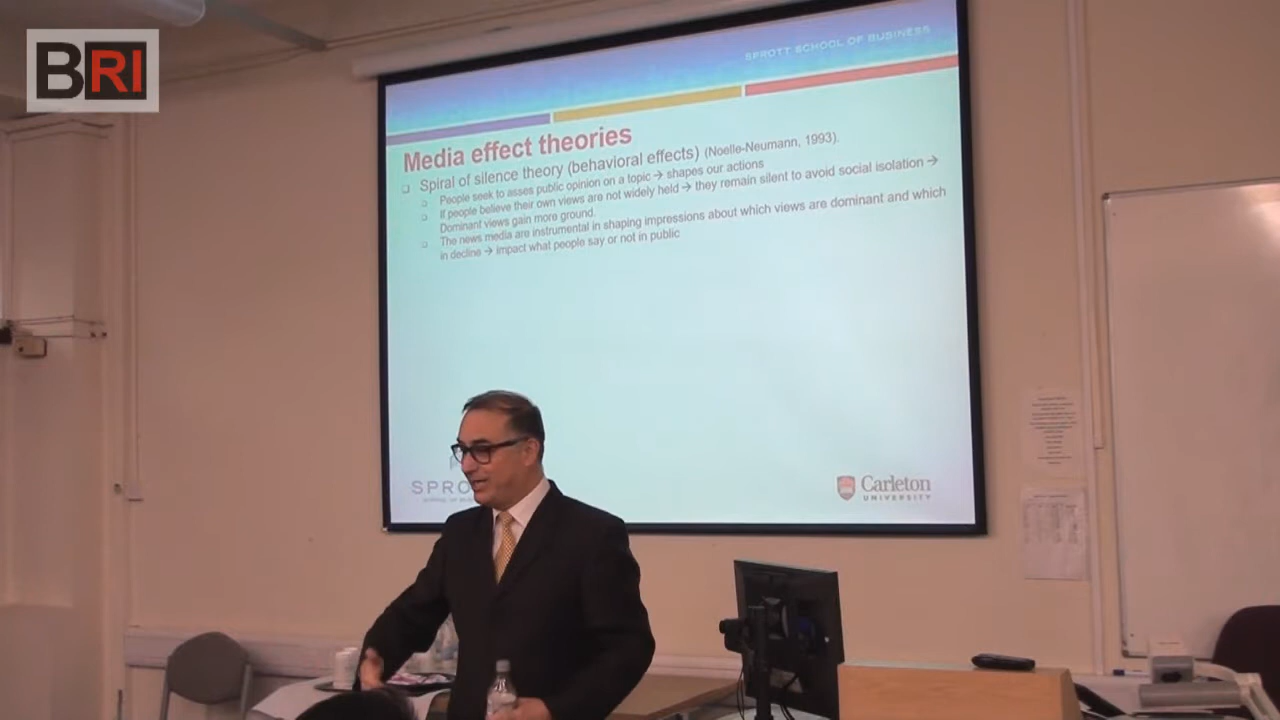 BRI
SPROTT SCHOOL OF BUSINESS
Media effect theories
Spiral of silence theory (behavioral effects) (Noelle-Neumann, 1993).
People seek to asses public opinion on a topic → shapes our actions
If people believe their own views are not widely held → they remain silent to avoid social isolation →
Dominant views gain more ground.
The news media are instrumental in shaping impressions about which views are dominant and which
in decline → impact what people say or not in public
SPRO
Carleton
UNIVERSITY